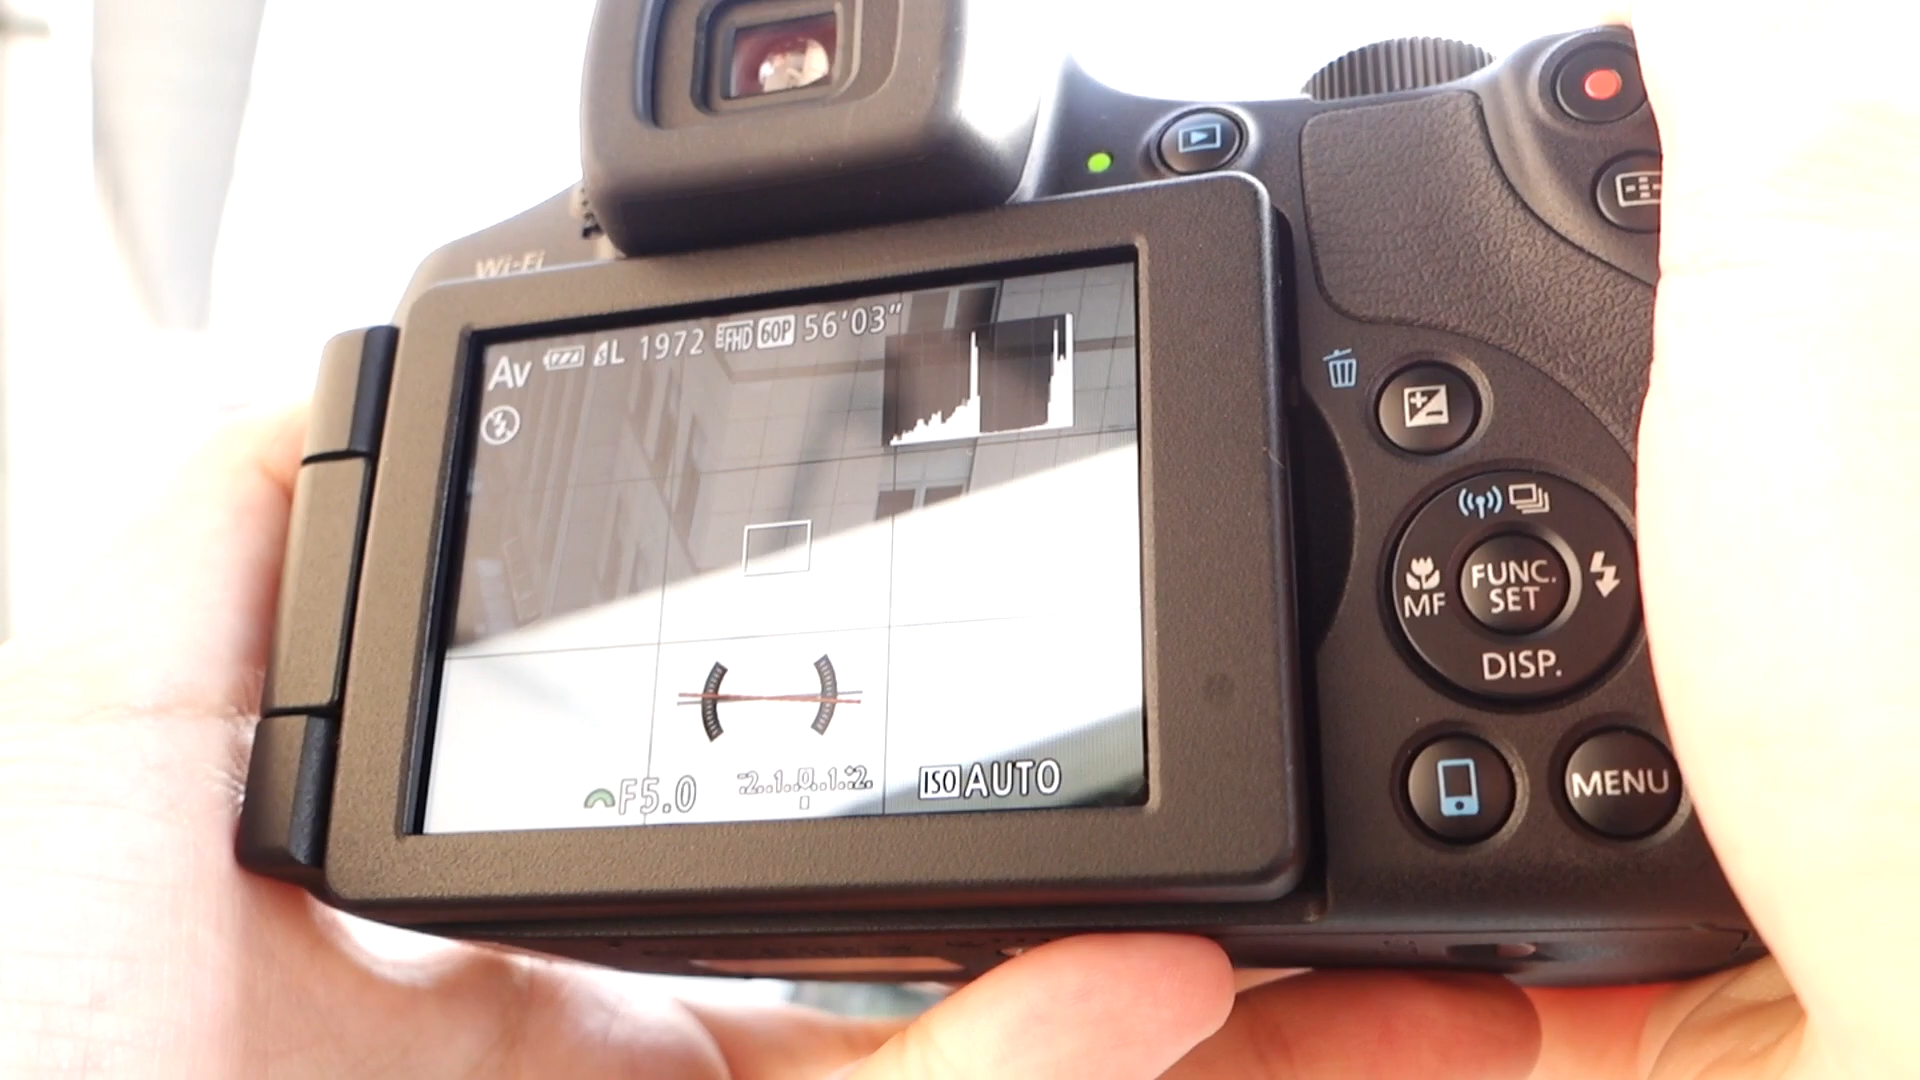 Wi-Fi
Av L 1972 EFHD 60P 56'03"
FUNC.
SET
MF
DISP.
MENU
F5.0 -2..1..0..1..+2. ISO AUTO